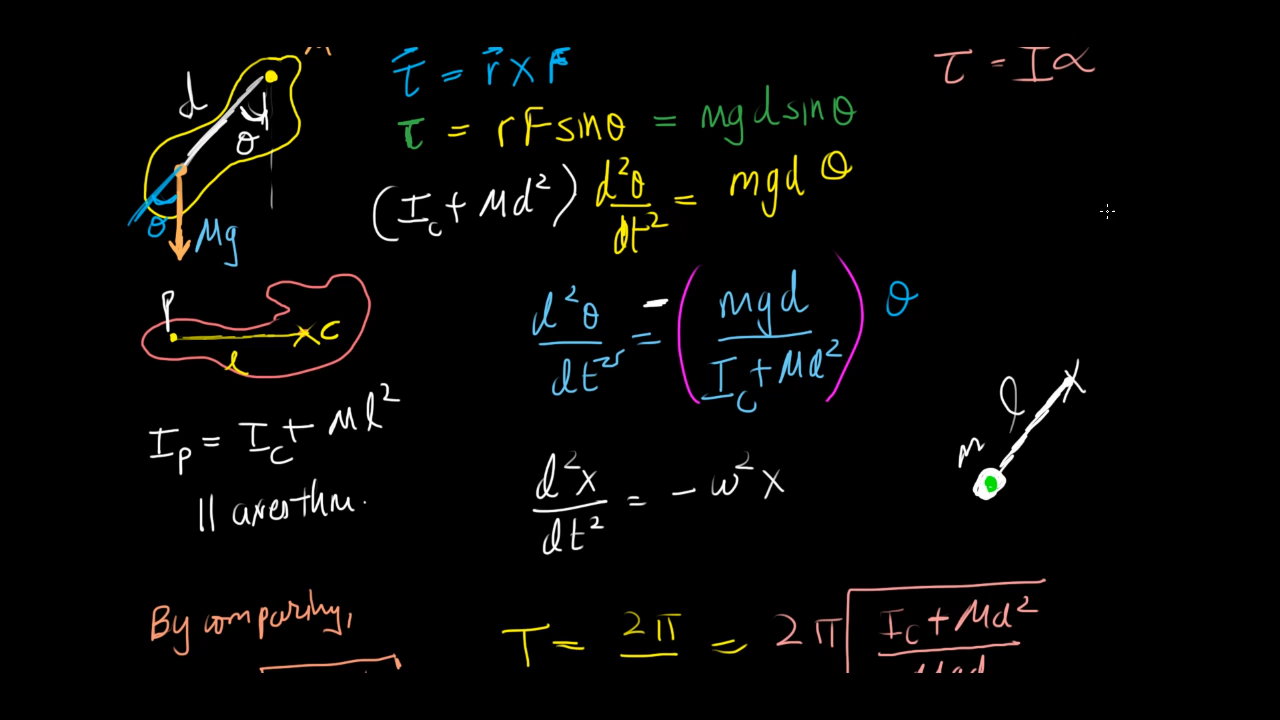 d
θ
θ
Mg
τ⃗ = r⃗ × F
τ = rF sinθ = mgd sinθ
τ = Iα
(I_c + Md²) d²θ/dt² = mgd θ
P
C
l
d²θ/dt² = -(mgd/(I_c + Md²)) θ
I_P = I_C + Ml²
|| axes thm.
d²x/dt² = - ω² x
l
m
By comparing,
T = 2π = 2π √(I_C + Md²